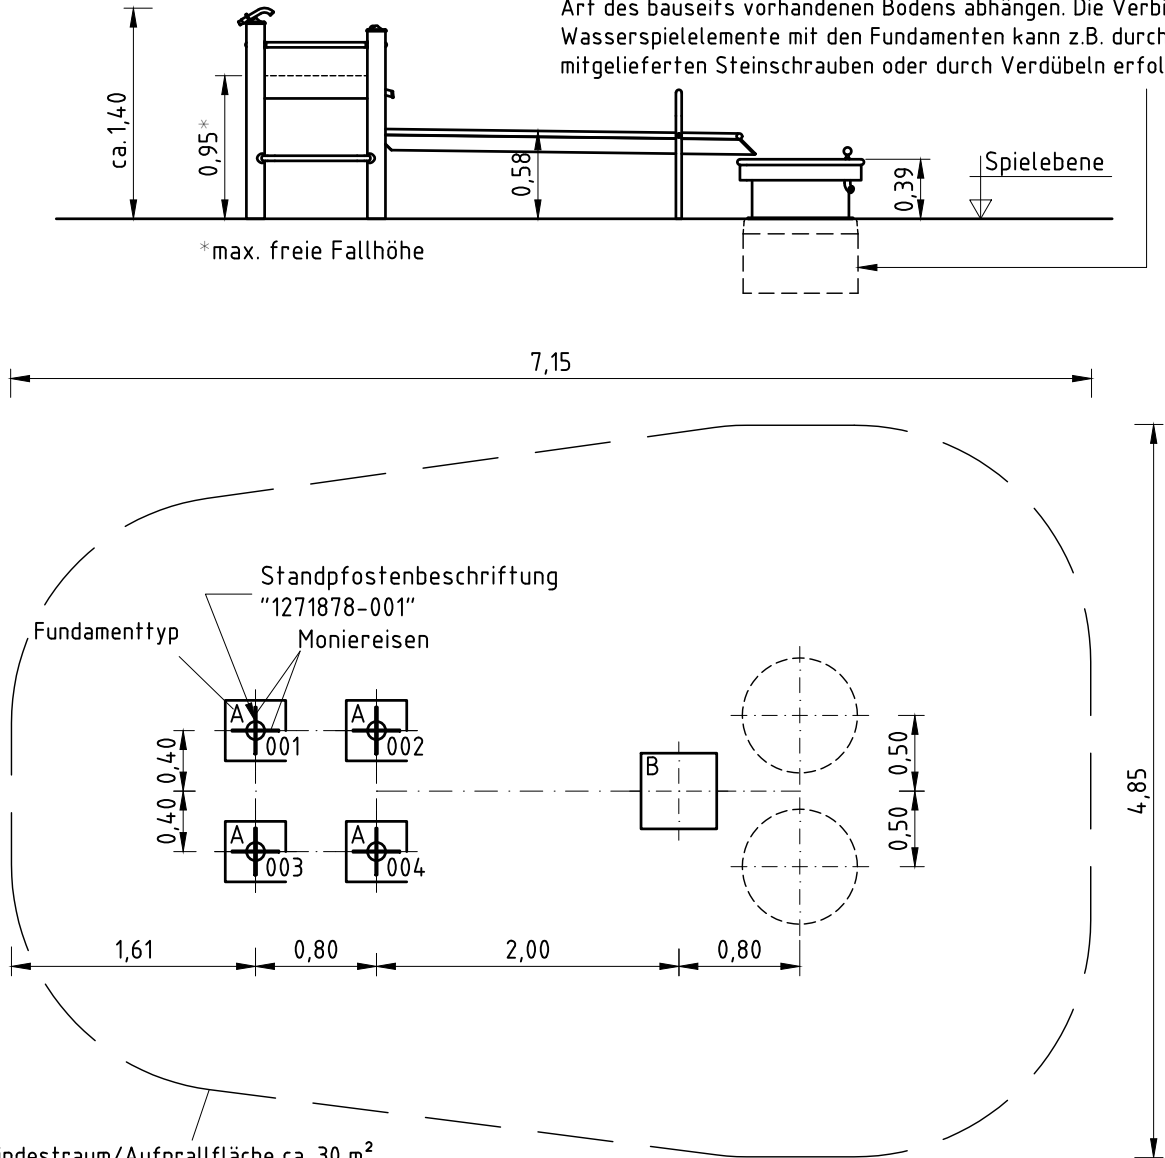 Art des bauseits vorhandenen Bodens abhängen. Die
Wasserspielelemente mit den Fundamenten kann z.B. durch
mitgelieferten Steinschrauben oder durch Verdübeln
ca. 1,40
0,95*
0,58
0,39
Spielebene
*max. freie Fallhöhe
7,15
Standpfostenbeschriftung
"1271878-001"
Fundamenttyp
Moniereisen
A
001
A
002
0,40
0,40
B
0,50
0,50
4,85
A
003
A
004
1,61
0,80
2,00
0,80
indestraum/Aufprallfläche ca. 30 m²